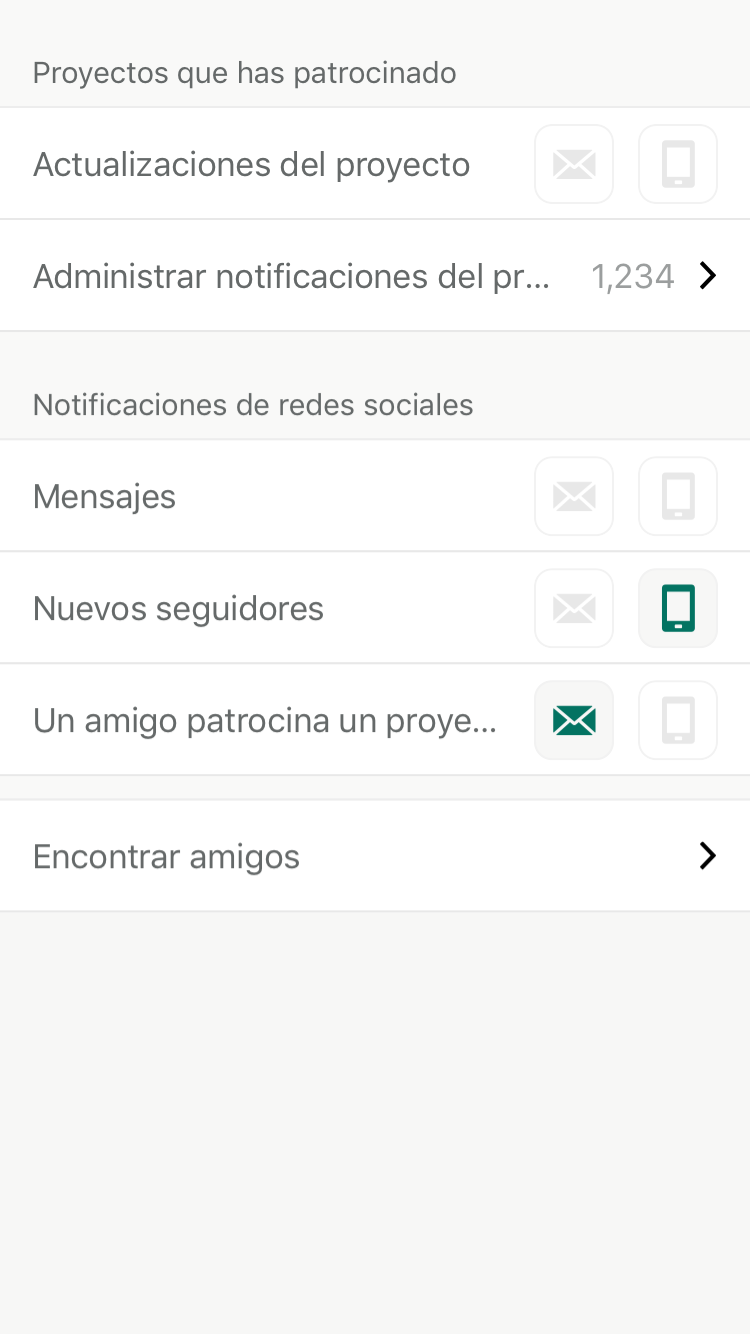 Proyectos que has patrocinado
Actualizaciones del proyecto
Administrar notificaciones del pr... 1,234
Notificaciones de redes sociales
Mensajes
Nuevos seguidores
Un amigo patrocina un proye...
Encontrar amigos